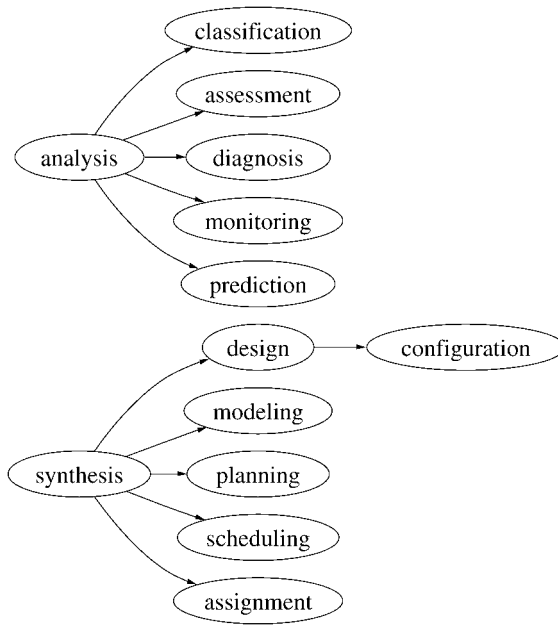 classification
assessment
analysis
diagnosis
monitoring
prediction
design
configuration
modeling
synthesis
planning
scheduling
assignment